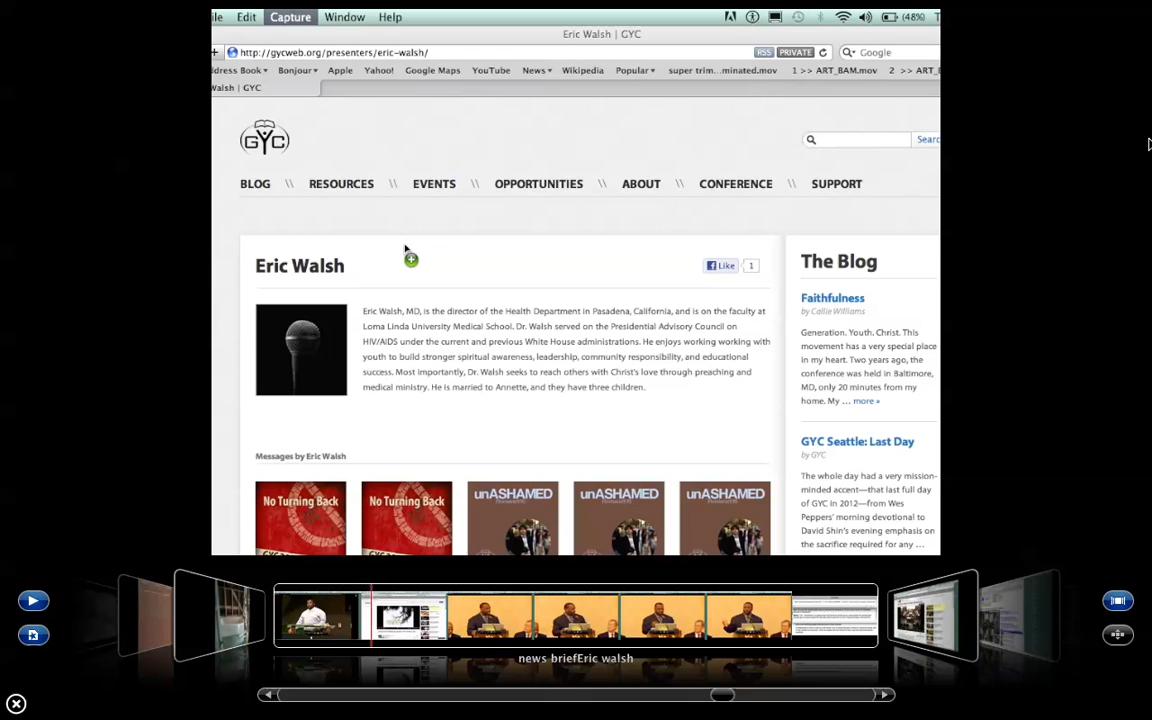 ile Edit Capture Window Help (48%)
Eric Walsh | GYC
http://gycweb.org/presenters/eric-walsh/ RSS PRIVATE Google
dress Book Bonjour Apple Yahoo! Google Maps YouTube News Wikipedia Popular super trim...minated.mov 1 >> ART_BAM.mov 2 >> ART_
Walsh | GYC
GYC
Searc
BLOG \\ RESOURCES \\ EVENTS \\ OPPORTUNITIES \\ ABOUT \\ CONFERENCE \\ SUPPORT
Eric Walsh
Like 1
Eric Walsh, MD, is the director of the Health Department in Pasadena, California, and is on the faculty at
Loma Linda University Medical School. Dr. Walsh served on the Presidential Advisory Council on
HIV/AIDS under the current and previous White House administrations. He enjoys working working with
youth to build stronger spiritual awareness, leadership, community responsibility, and educational
success. Most importantly, Dr. Walsh seeks to reach others with Christ's love through preaching and
medical ministry. He is married to Annette, and they have three children.
Messages by Eric Walsh
No Turning Back
No Turning Back
unASHAMED
unASHAMED
unASHAMED
The Blog
Faithfulness
by Callie Williams
Generation. Youth. Christ. This
movement has a very special place
in my heart. Two years ago, the
conference was held in Baltimore,
MD, only 20 minutes from my
home. My ... more »
GYC Seattle: Last Day
by GYC
The whole day had a very mission-
minded accent—that last full day
of GYC in 2012—from Wes
Peppers' morning devotional to
David Shin's evening emphasis on
the sacrifice required for any ...
news briefEric walsh